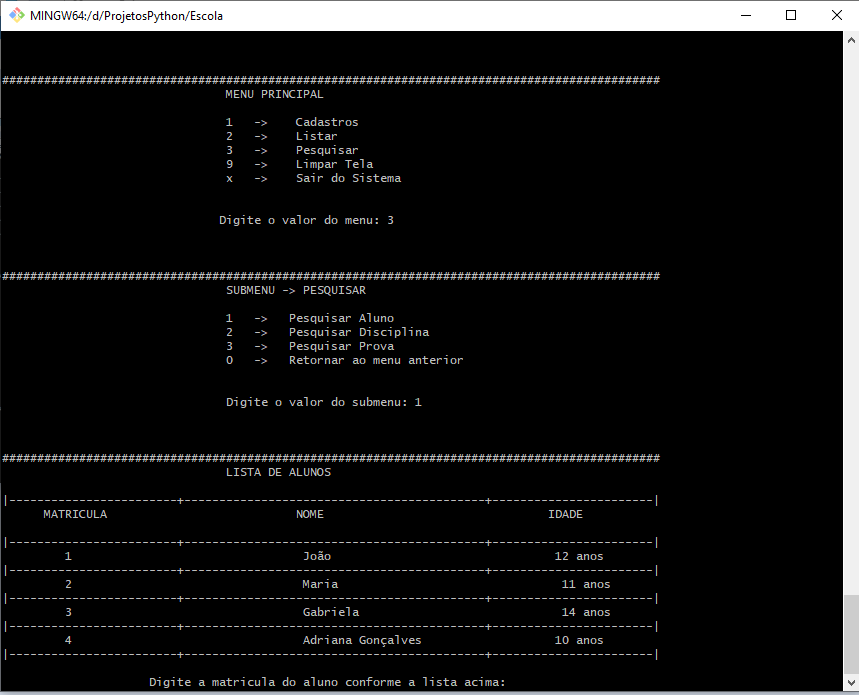 MINGW64:/d/ProjetosPython/Escola
##############################################################################################
MENU PRINCIPAL
1 -> Cadastros
2 -> Listar
3 -> Pesquisar
9 -> Limpar Tela
x -> Sair do Sistema
Digite o valor do menu: 3
##############################################################################################
SUBMENU -> PESQUISAR
1 -> Pesquisar Aluno
2 -> Pesquisar Disciplina
3 -> Pesquisar Prova
0 -> Retornar ao menu anterior
Digite o valor do submenu: 1
##############################################################################################
LISTA DE ALUNOS
|------------------------+-------------------------------------------+-----------------------|
MATRICULA NOME IDADE
|------------------------+-------------------------------------------+-----------------------|
1 João 12 anos
|------------------------+-------------------------------------------+-----------------------|
2 Maria 11 anos
|------------------------+-------------------------------------------+-----------------------|
3 Gabriela 14 anos
|------------------------+-------------------------------------------+-----------------------|
4 Adriana Gonçalves 10 anos
|------------------------+-------------------------------------------+-----------------------|
Digite a matricula do aluno conforme a lista acima: